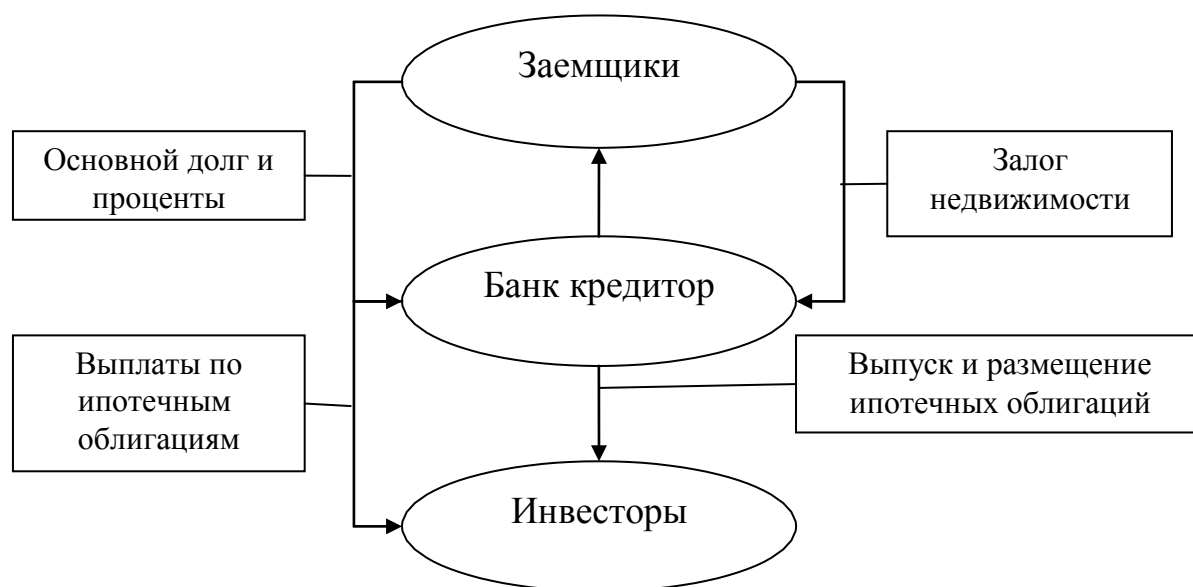 Заемщики
Основной долг и
проценты
Залог
недвижимости
Банк кредитор
Выплаты по
ипотечным
облигациям
Выпуск и размещение
ипотечных облигаций
Инвесторы